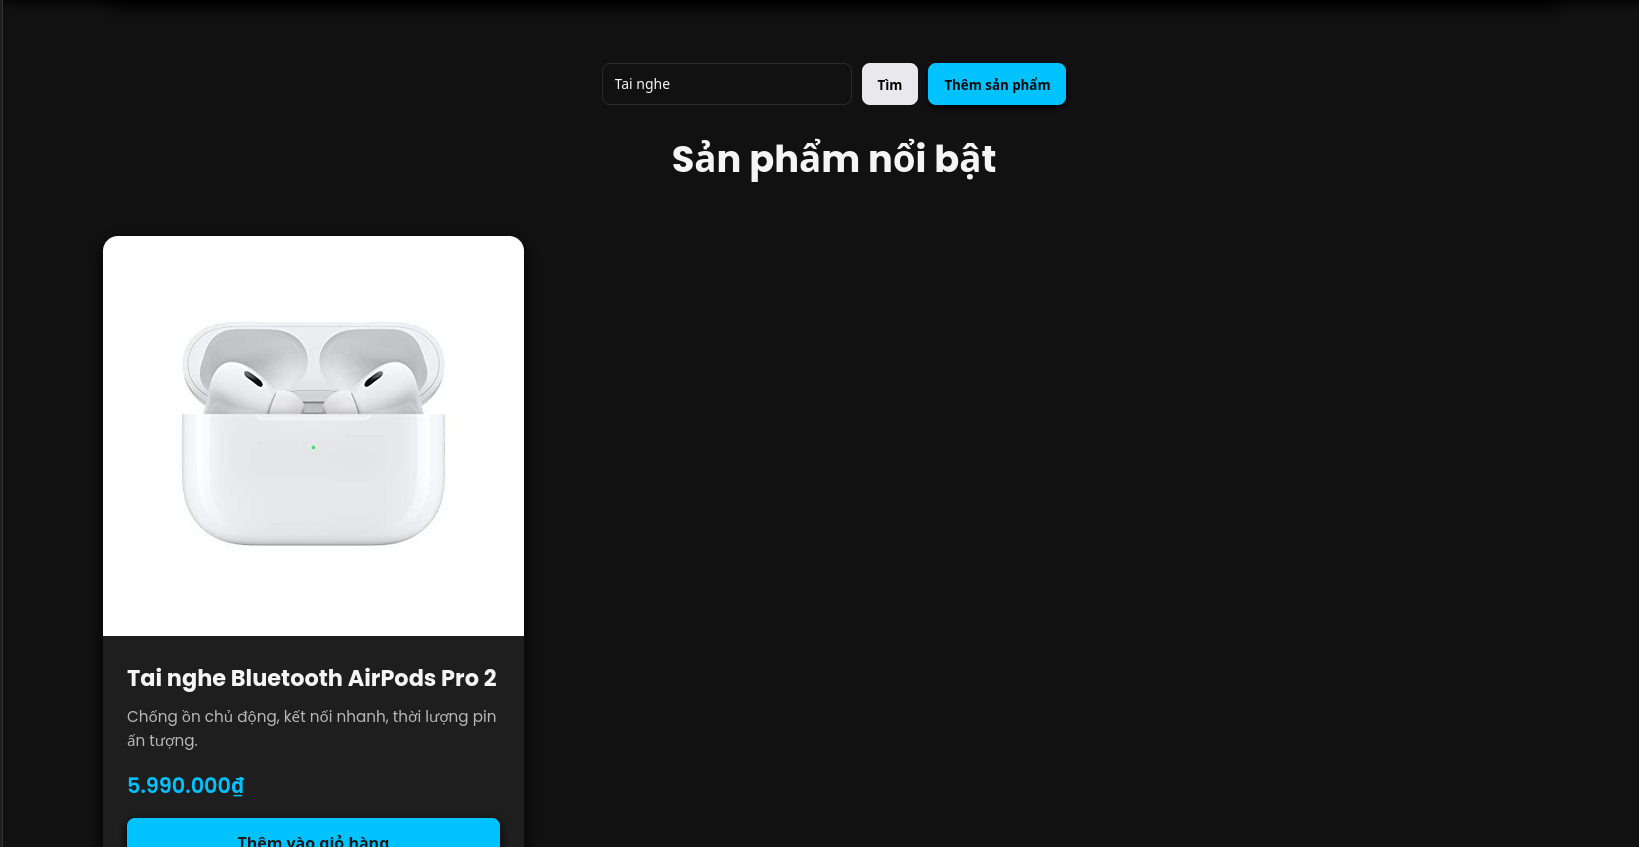 Tai nghe
Tìm
Thêm sản phẩm
Sản phẩm nổi bật
Tai nghe Bluetooth AirPods Pro 2
Chống ồn chủ động, kết nối nhanh, thời lượng pin
ấn tượng.
5.990.000₫
Thêm vào giỏ hàng